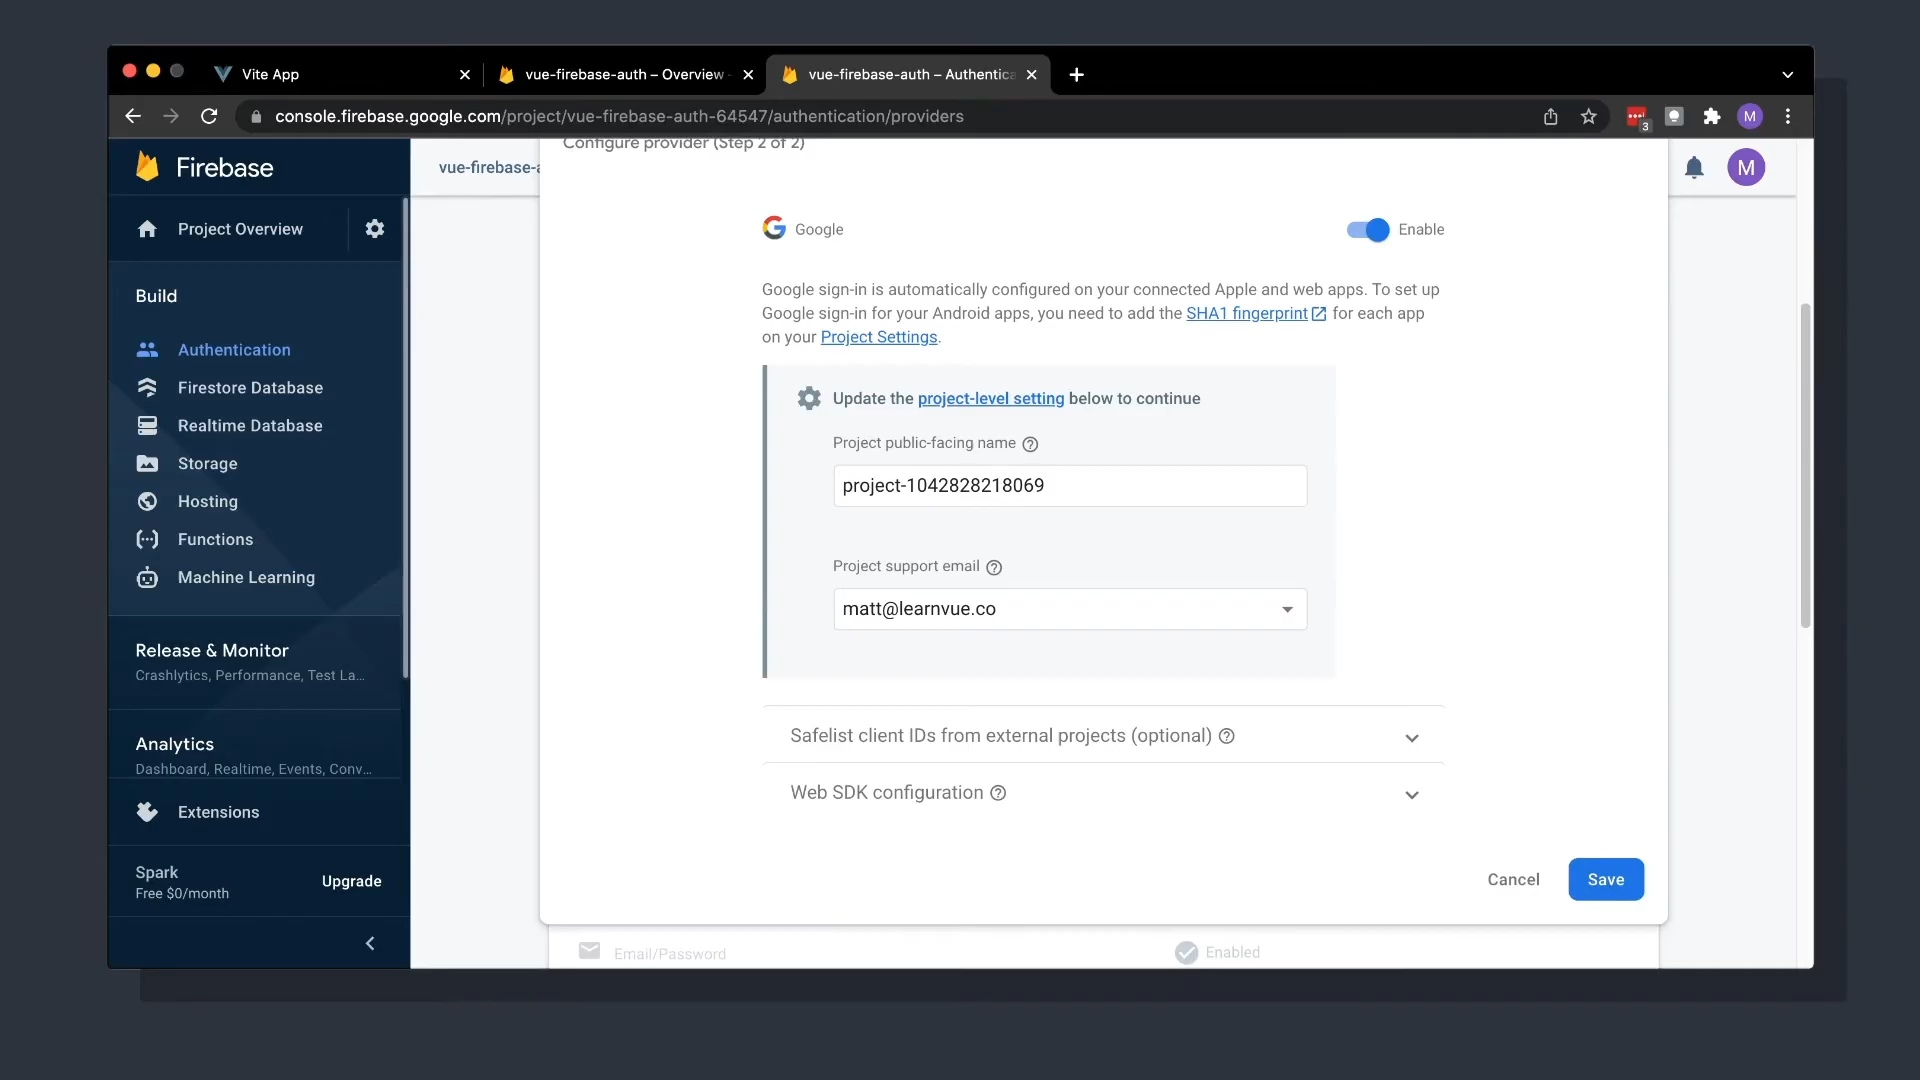 Vite App
vue-firebase-auth – Overview
vue-firebase-auth – Authentica
console.firebase.google.com/project/vue-firebase-auth-64547/authentication/providers
3
M
Firebase
vue-firebase-a
Configure provider (Step 2 of 2)
M
Project Overview
Google
Enable
Google sign-in is automatically configured on your connected Apple and web apps. To set up
Google sign-in for your Android apps, you need to add the SHA1 fingerprint for each app
on your Project Settings.
Build
Authentication
Firestore Database
Realtime Database
Storage
Hosting
Functions
Machine Learning
Update the project-level setting below to continue
Project public-facing name
project-1042828218069
Project support email
matt@learnvue.co
Release & Monitor
Crashlytics, Performance, Test La...
Analytics
Dashboard, Realtime, Events, Conv...
Extensions
Spark
Free $0/month
Upgrade
Safelist client IDs from external projects (optional)
Web SDK configuration
Cancel
Save
Email/Password
Enabled